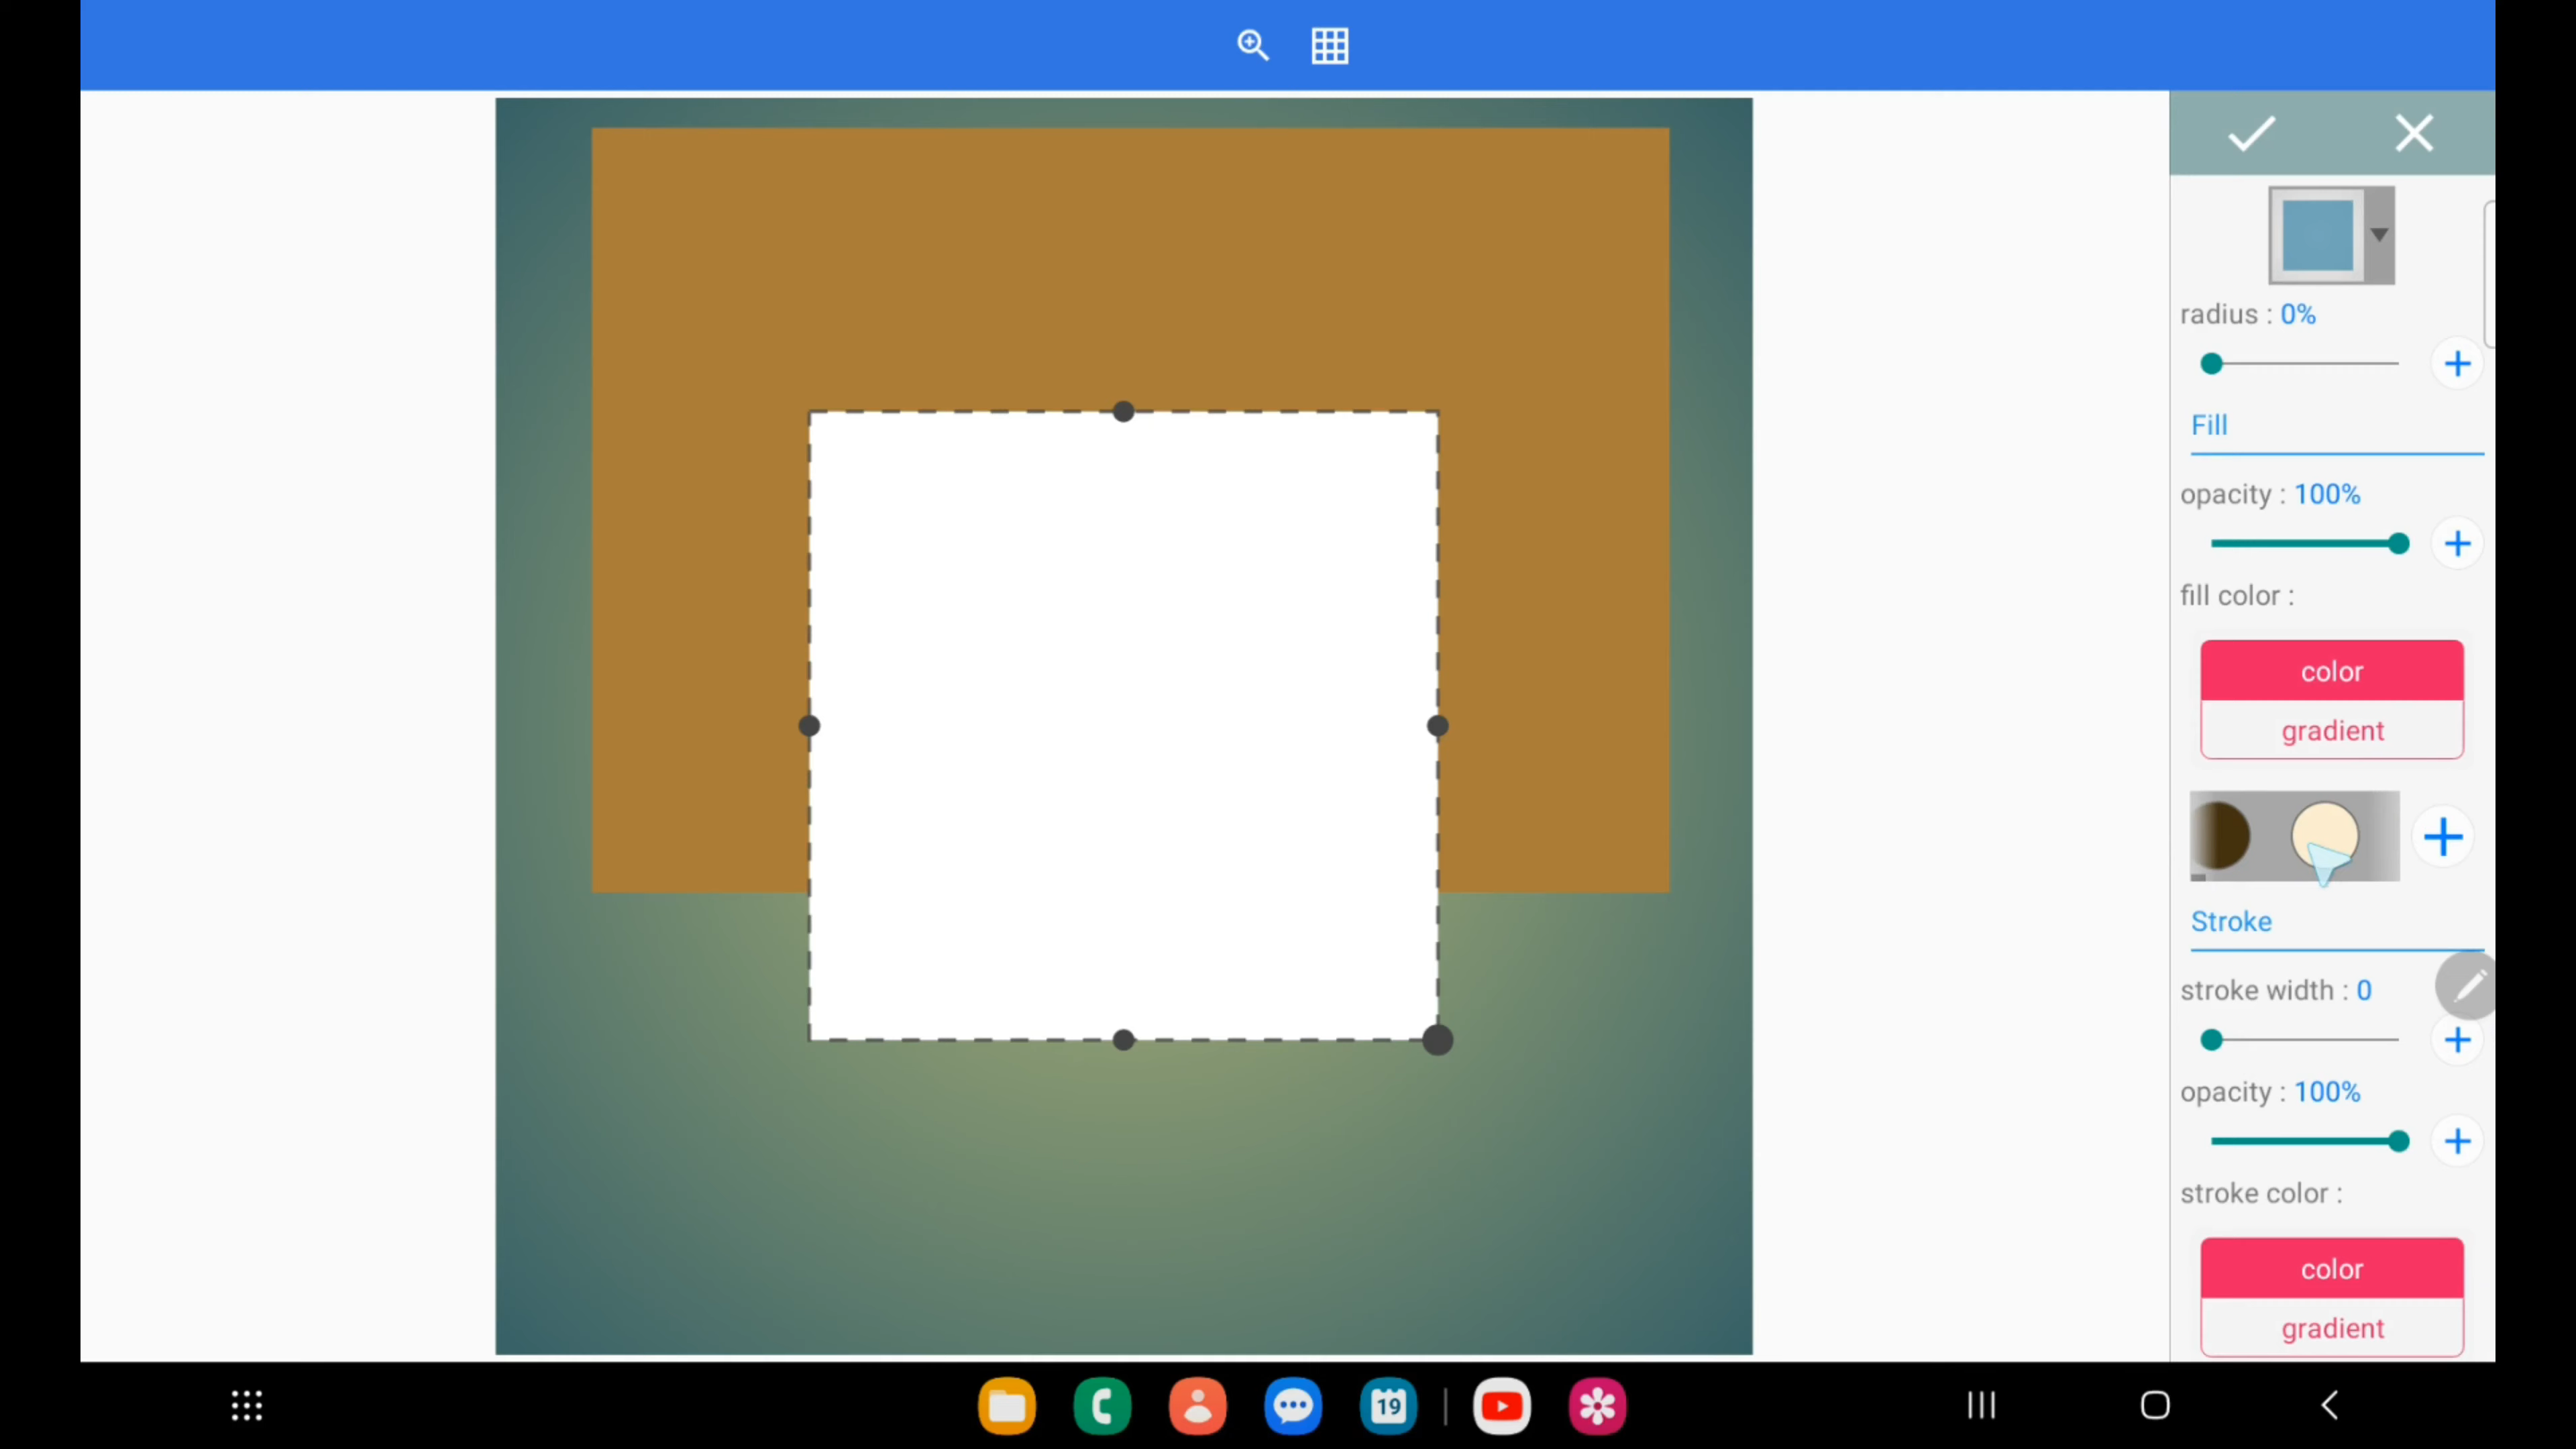 radius : 0%
Fill
opacity : 100%
fill color :
color
gradient
Stroke
stroke width : 0
opacity : 100%
stroke color :
color
gradient
19